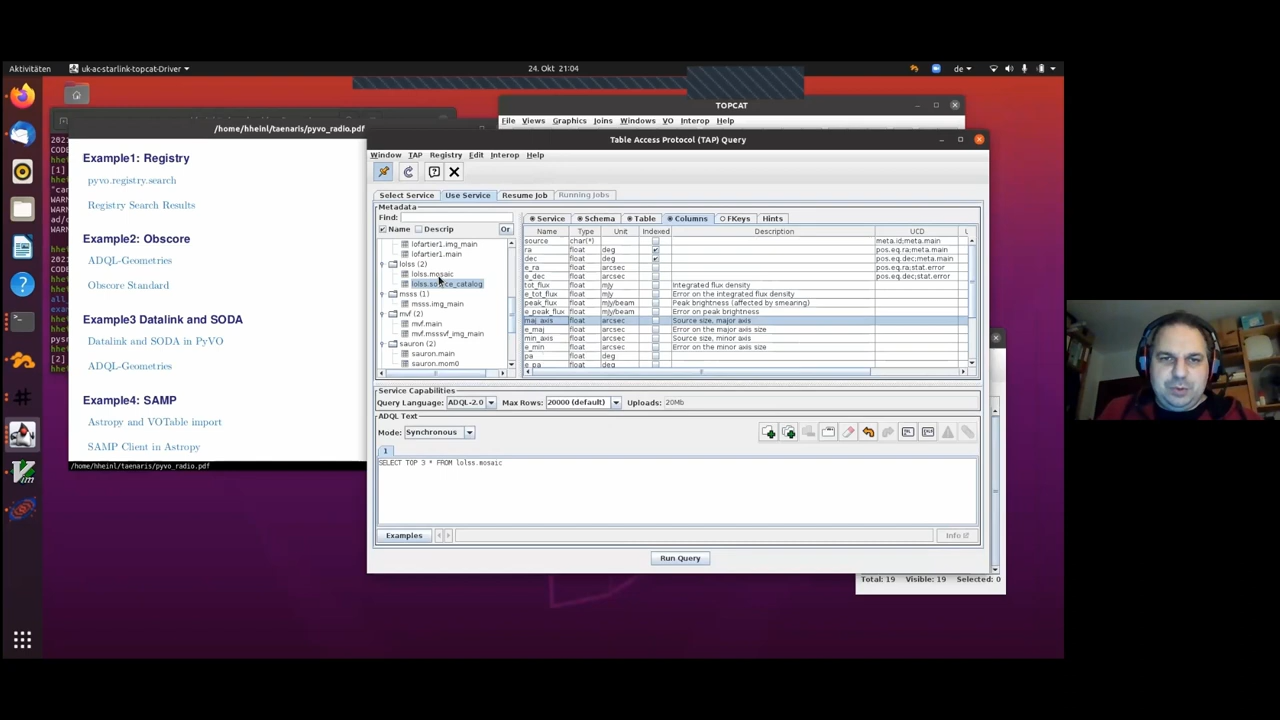 Aktivitäten
uk-ac-starlink-topcat-Driver
24. Okt 21:04
de
TOPCAT
File Views Graphics Joins Windows VO Interop Help
/home/hheinl/taenaris/pyvo_radio.pdf
Example1: Registry
pyvo.registry.search
Registry Search Results
Example2: Obscore
ADQL-Geometries
Obscore Standard
Example3 Datalink and SODA
Datalink and SODA in PyVO
ADQL-Geometries
Example4: SAMP
Astropy and VOTable import
SAMP Client in Astropy
/home/hheinl/taenaris/pyvo_radio.pdf
Table Access Protocol (TAP) Query
Window TAP Registry Edit Interop Help
Select Service Use Service Resume Job Running Jobs
Metadata
Find:
Name Descrip Or
lofartier1.img_main
lofartier1.main
lolss (2)
lolss.mosaic
lolss.source_catalog
msss (1)
msss.img_main
mvf (2)
mvf.main
mvf.msssvf_img_main
sauron (2)
sauron.main
sauron.mom0
Service Schema Table Columns FKeys Hints
Name Type Unit Indexed Description UCD
source char(*) meta.id;meta.main
ra float deg pos.eq.ra;meta.main
dec float deg pos.eq.dec;meta.main
e_ra float arcsec pos.eq.ra;stat.error
e_dec float arcsec pos.eq.dec;stat.error
tot_flux float mJy Integrated flux density
e_tot_flux float mJy Error on the integrated flux density
peak_flux float mJy/beam Peak brightness (affected by smearing)
e_peak_flux float mJy/beam Error on peak brightness
maj_axis float arcsec Source size, major axis
e_maj float arcsec Error on the major axis size
min_axis float arcsec Source size, minor axis
e_min float arcsec Error on the minor axis size
pa float deg
e_pa float deg
Service Capabilities
Query Language: ADQL-2.0 Max Rows: 20000 (default) Uploads: 20Mb
ADQL Text
Mode: Synchronous
1
SELECT TOP 3 * FROM lolss.mosaic
Examples Info
Run Query
Total: 19 Visible: 19 Selected: 0